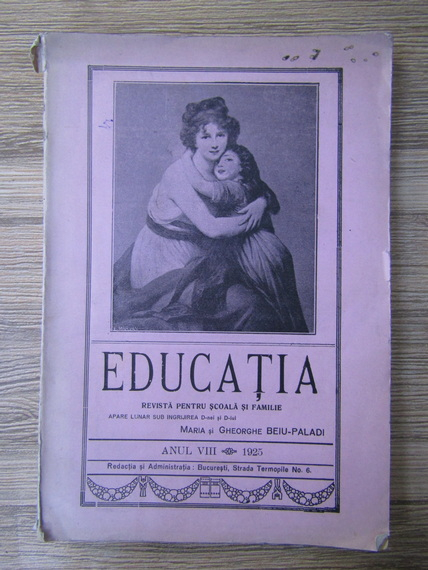 EDUCAȚIA
REVISTĂ PENTRU ȘCOALĂ ȘI FAMILIE
APARE LUNAR SUB INGRIJIREA D-nei și D-lui
MARIA și GHEORGHE BEIU-PALADI
ANUL VIII 1925
Redacția și Administrația: București, Strada Termopile No. 6.